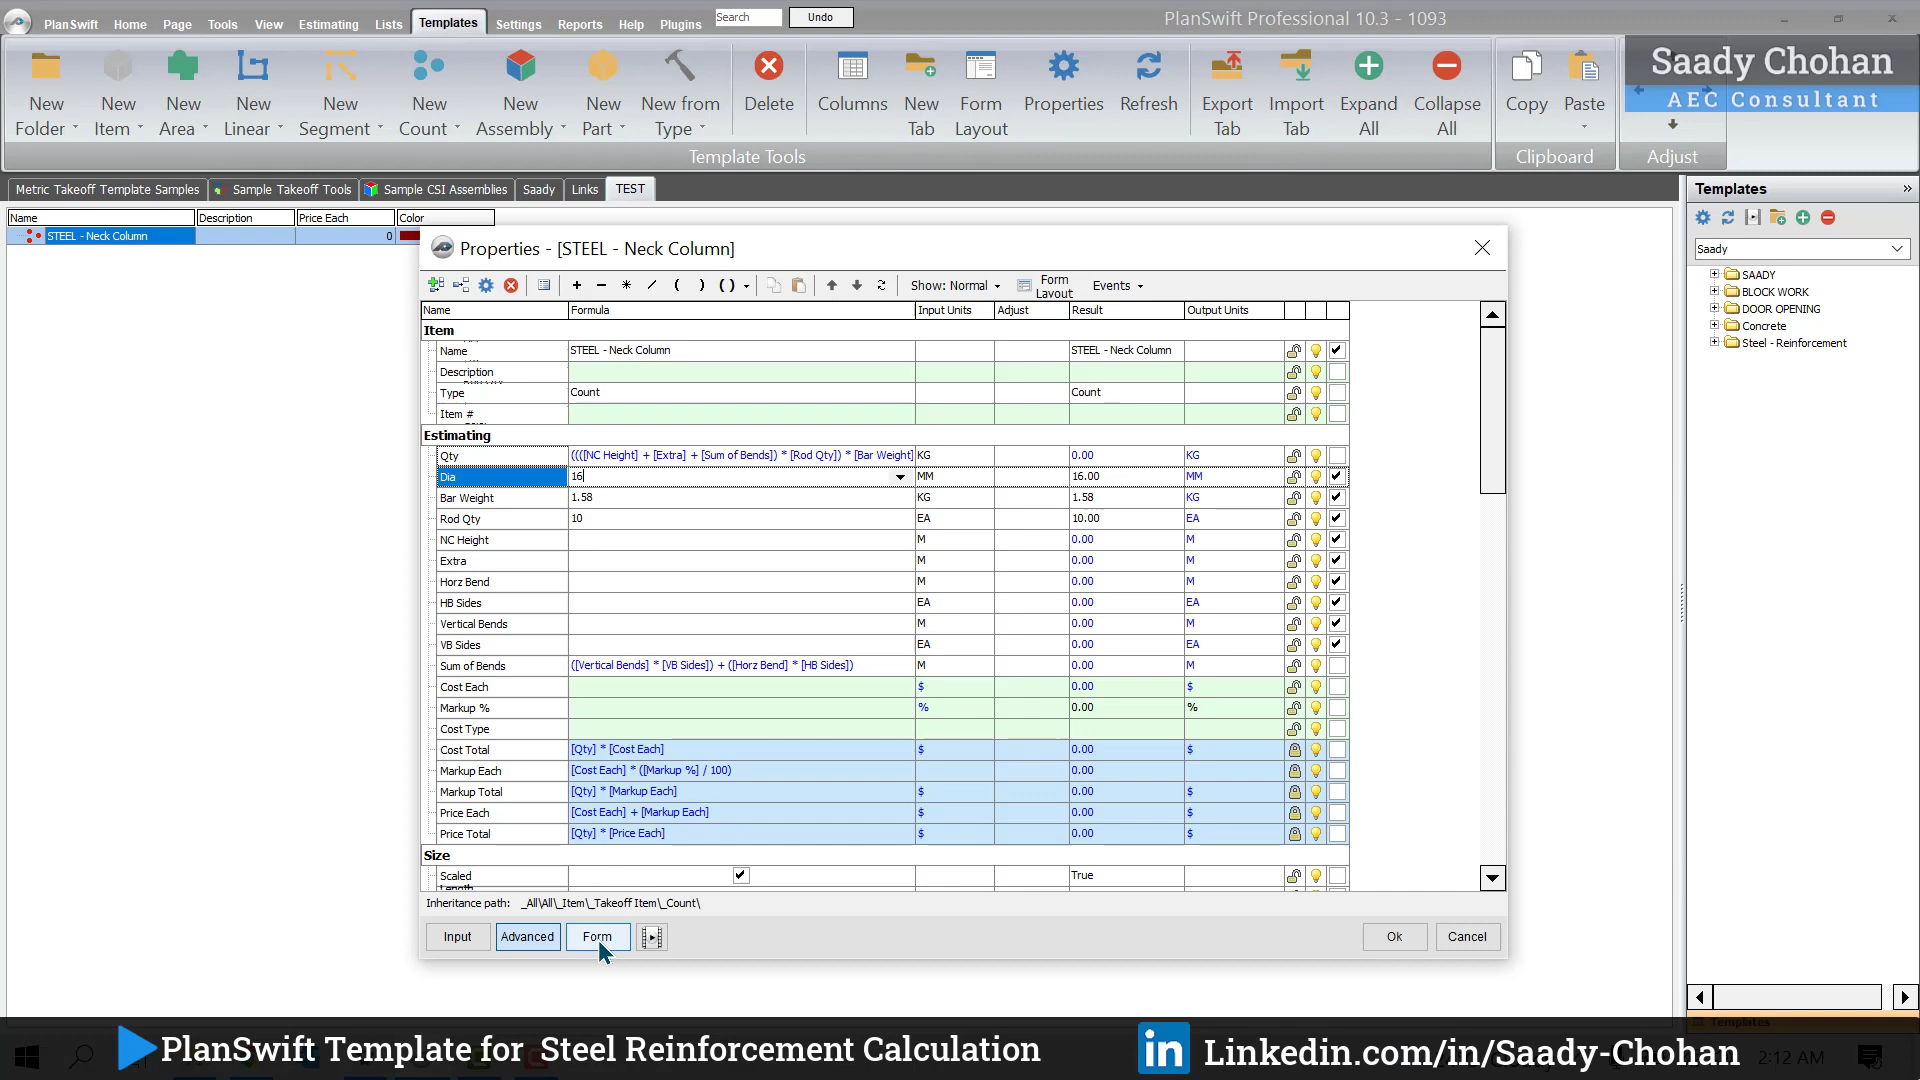 PlanSwift Home Page Tools View Estimating Lists Templates Settings Reports Help Plugins Search Undo PlanSwift Professional 10.3 - 1093
New Folder New Item New Area New Linear New Segment New Count New Assembly New Part New from Type Delete Columns New Tab Form Layout Properties Refresh Export Tab Import Tab Expand All Collapse All Copy Paste
Template Tools Clipboard Adjust
Saady Chohan
AEC Consultant
Metric Takeoff Template Samples Sample Takeoff Tools Sample CSI Assemblies Saady Links TEST
Name Description Price Each Color
STEEL - Neck Column 0
Templates »
Saady
SAADY
BLOCK WORK
DOOR OPENING
Concrete
Steel - Reinforcement
Properties - [STEEL - Neck Column]
+ - * / ( ) ( ) Show: Normal Form Layout Events
Name Formula Input Units Adjust Result Output Units
Item
Name STEEL - Neck Column STEEL - Neck Column
Description
Type Count Count
Item #
Estimating
Qty (((([NC Height] + [Extra] + [Sum of Bends]) * [Rod Qty]) * [Bar Weight] KG 0.00 KG
Dia 16 MM 16.00 MM
Bar Weight 1.58 KG 1.58 KG
Rod Qty 10 EA 10.00 EA
NC Height M 0.00 M
Extra M 0.00 M
Horz Bend M 0.00 M
HB Sides EA 0.00 EA
Vertical Bends M 0.00 M
VB Sides EA 0.00 EA
Sum of Bends ([Vertical Bends] * [VB Sides]) + ([Horz Bend] * [HB Sides]) M 0.00 M
Cost Each $ 0.00 $
Markup % % 0.00 %
Cost Type
Cost Total [Qty] * [Cost Each] $ 0.00 $
Markup Each [Cost Each] * ([Markup %] / 100) 0.00
Markup Total [Qty] * [Markup Each] $ 0.00 $
Price Each [Cost Each] + [Markup Each] $ 0.00 $
Price Total [Qty] * [Price Each] $ 0.00 $
Size
Scaled True
Length
Inheritance path: _All\All\_Item\_Takeoff Item\_Count\
Input Advanced Form Ok Cancel
Templates
PlanSwift Template for Steel Reinforcement Calculation
in Linkedin.com/in/Saady-Chohan
2:12 AM